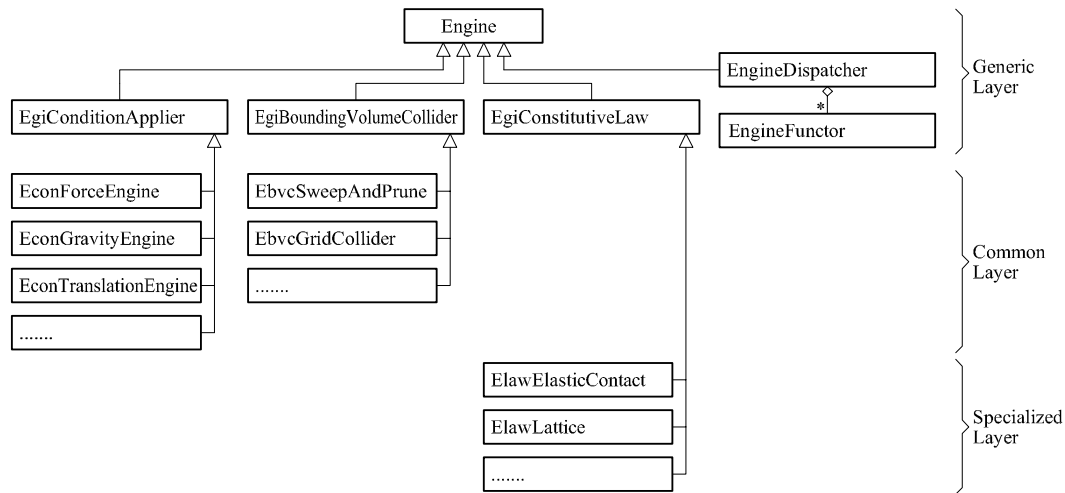 Engine
EngineDispatcher
Generic
Layer
EgiConditionApplier
EgiBoundingVolumeCollider
EgiConstitutiveLaw
*
EngineFunctor
EconForceEngine
EbvcSweepAndPrune
EconGravityEngine
EbvcGridCollider
Common
Layer
EconTranslationEngine
.......
.......
ElawElasticContact
ElawLattice
Specialized
Layer
.......